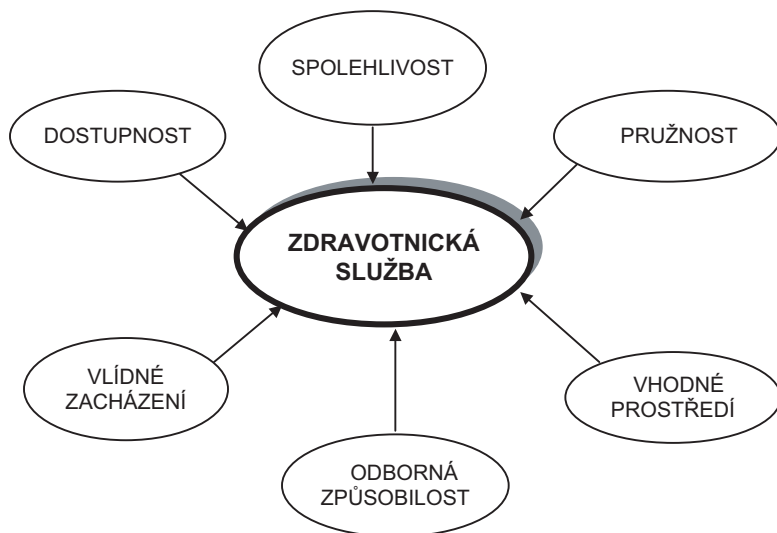 SPOLEHLIVOST
DOSTUPNOST
PRUŽNOST
ZDRAVOTNICKÁ
SLUŽBA
VLÍDNÉ
ZACHÁZENÍ
VHODNÉ
PROSTŘEDÍ
ODBORNÁ
ZPŮSOBILOST